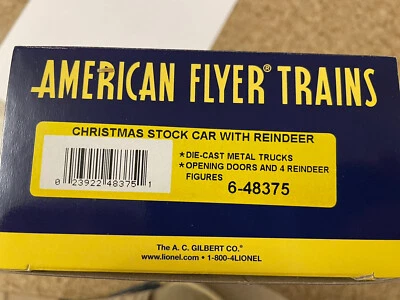 AMERICAN FLYER® TRAINS
CHRISTMAS STOCK CAR WITH REINDEER
*DIE-CAST METAL TRUCKS
*OPENING DOORS AND 4 REINDEER
FIGURES
0 23922 48375 1
6-48375
The A. C. GILBERT CO.®
www.lionel.com • 1-800-4LIONEL